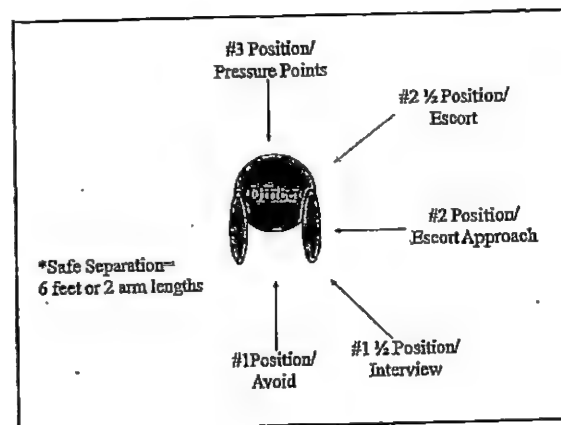 #3 Position/
Pressure Points
#2 ½ Position/
Escort
#2 Position/
Escort Approach
*Safe Separation=
6 feet or 2 arm lengths
#1 ½ Position/
Interview
#1Position/
Avoid